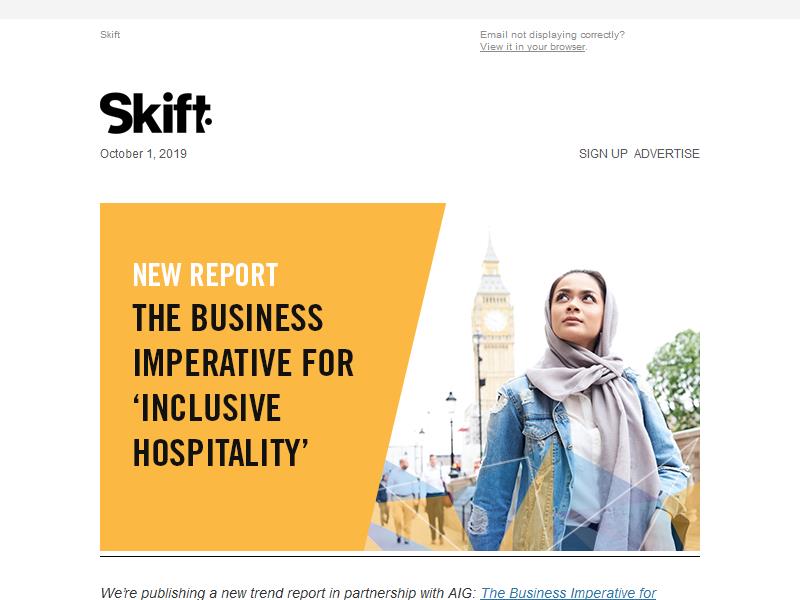 Skift
Email not displaying correctly?
View it in your browser.
Skift
October 1, 2019
SIGN UP ADVERTISE
NEW REPORT
THE BUSINESS
IMPERATIVE FOR
‘INCLUSIVE
HOSPITALITY’
We're publishing a new trend report in partnership with AIG: The Business Imperative for